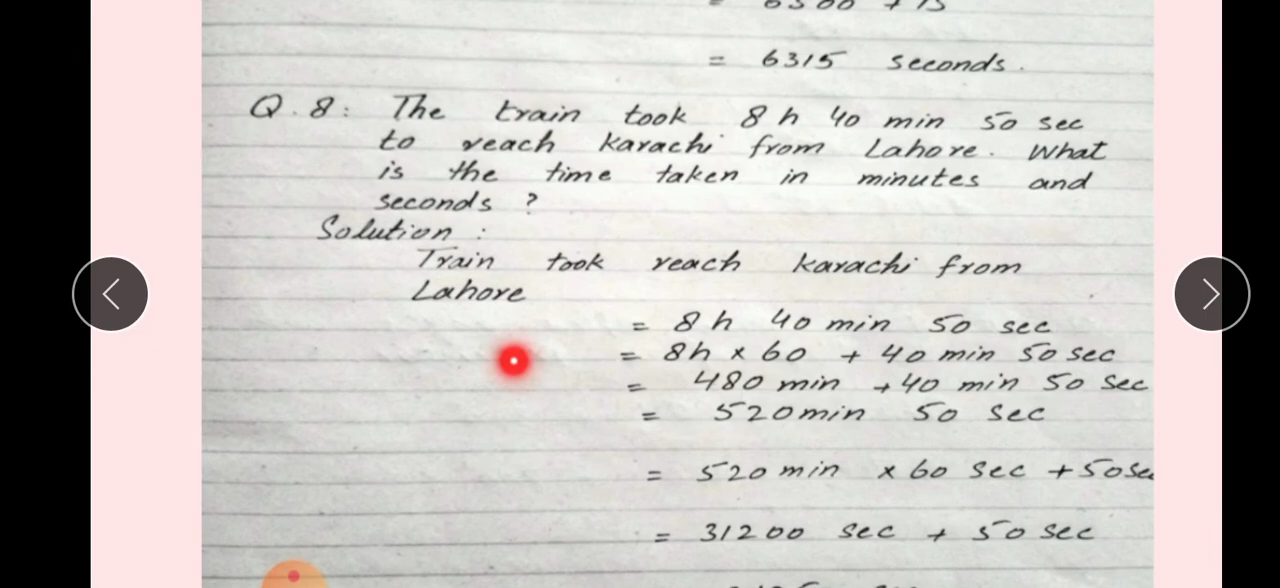 = 6300 + 15
= 6315 seconds.
Q.8: The train took 8 h 40 min 50 sec
to reach Karachi from Lahore. What
is the time taken in minutes and
seconds ?
Solution :
Train took reach Karachi from
Lahore
= 8 h 40 min 50 sec
= 8h × 60 + 40 min 50 sec
= 480 min + 40 min 50 sec
= 520min 50 sec
= 520 min × 60 sec + 50 sec
= 31200 sec + 50 sec